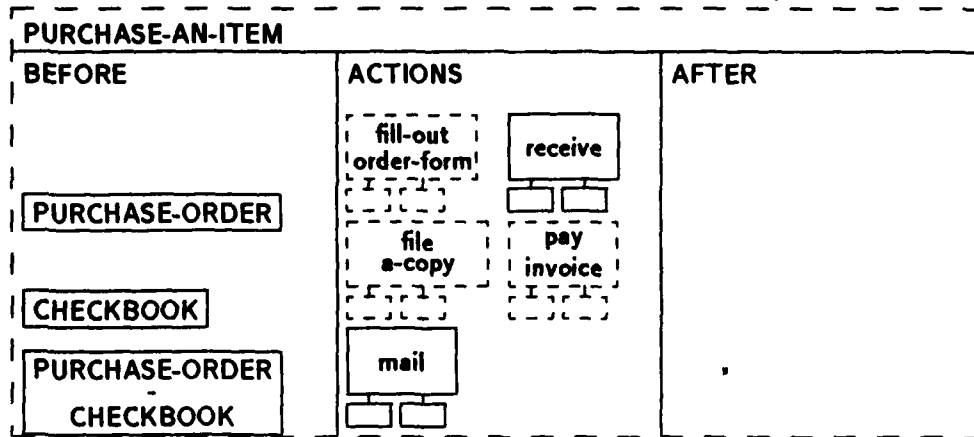 PURCHASE-AN-ITEM
BEFORE
PURCHASE-ORDER
CHECKBOOK
PURCHASE-ORDER
-
CHECKBOOK
ACTIONS
fill-out
order-form
receive
file
a-copy
pay
invoice
mail
AFTER